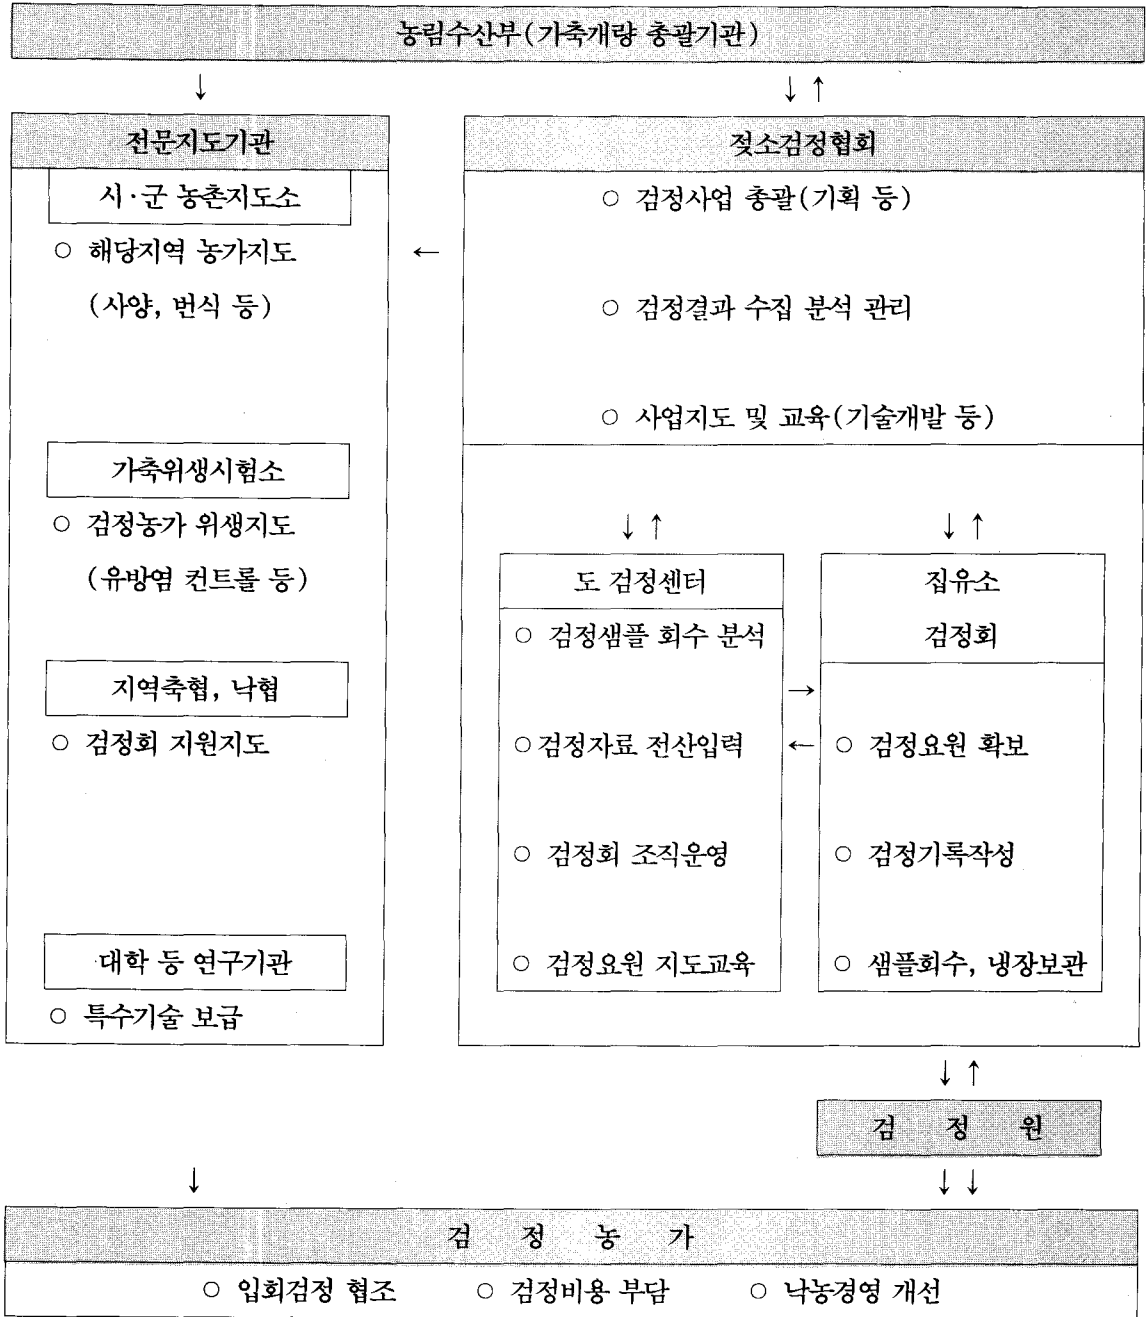 농림수산부(가축개량 총괄기관)
↓
↓↑
전문지도기관
시·군 농촌지도소
○ 해당지역 농가지도
(사양, 번식 등)
가축위생시험소
○ 검정농가 위생지도
(유방염 컨트롤 등)
지역축협, 낙협
○ 검정회 지원지도
대학 등 연구기관
○ 특수기술 보급
←
젖소검정협회
○ 검정사업 총괄(기획 등)
○ 검정결과 수집 분석 관리
○ 사업지도 및 교육(기술개발 등)
↓↑
↓↑
도 검정센터
○ 검정샘플 회수 분석
○검정자료 전산입력
○ 검정회 조직운영
○ 검정요원 지도교육
→
←
집유소
검정회
○ 검정요원 확보
○ 검정기록작성
○ 샘플회수, 냉장보관
↓↑
검 정 원
↓
↓↓
검 정 농 가
○ 입회검정 협조 ○ 검정비용 부담 ○ 낙농경영 개선